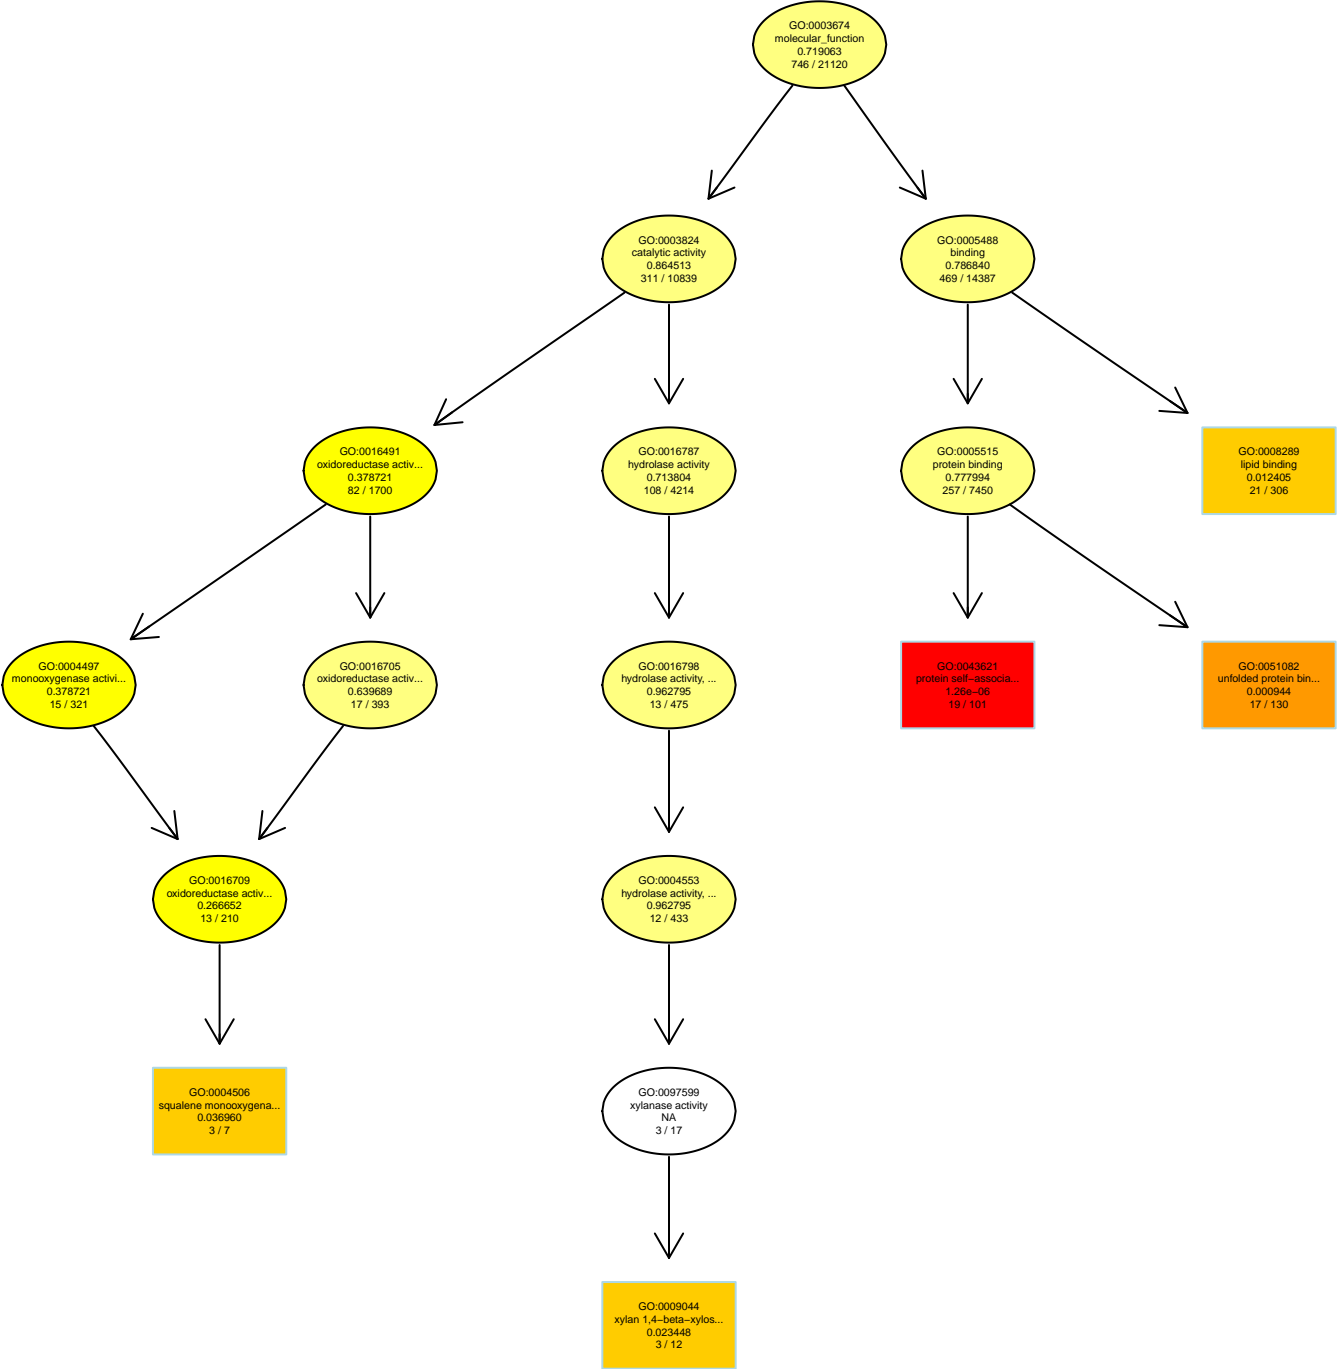 GO:0003674
molecular_function
0.719063
746 / 21120
GO:0003824
catalytic activity
0.864513
311 / 10839
GO:0005488
binding
0.786840
469 / 14387
GO:0016491
oxidoreductase activ...
0.378721
82 / 1700
GO:0016787
hydrolase activity
0.713804
108 / 4214
GO:0005515
protein binding
0.777994
257 / 7450
GO:0008289
lipid binding
0.012405
21 / 306
GO:0004497
monooxygenase activi...
0.378721
15 / 321
GO:0016705
oxidoreductase activ...
0.639689
17 / 393
GO:0016798
hydrolase activity, ...
0.962795
13 / 475
GO:0043621
protein self−associa...
1.26e−06
19 / 101
GO:0051082
unfolded protein bin...
0.000944
17 / 130
GO:0016709
oxidoreductase activ...
0.266652
13 / 210
GO:0004553
hydrolase activity, ...
0.962795
12 / 433
GO:0004506
squalene monooxygena...
0.036960
3 / 7
GO:0097599
xylanase activity
NA
3 / 17
GO:0009044
xylan 1,4−beta−xylos...
0.023448
3 / 12